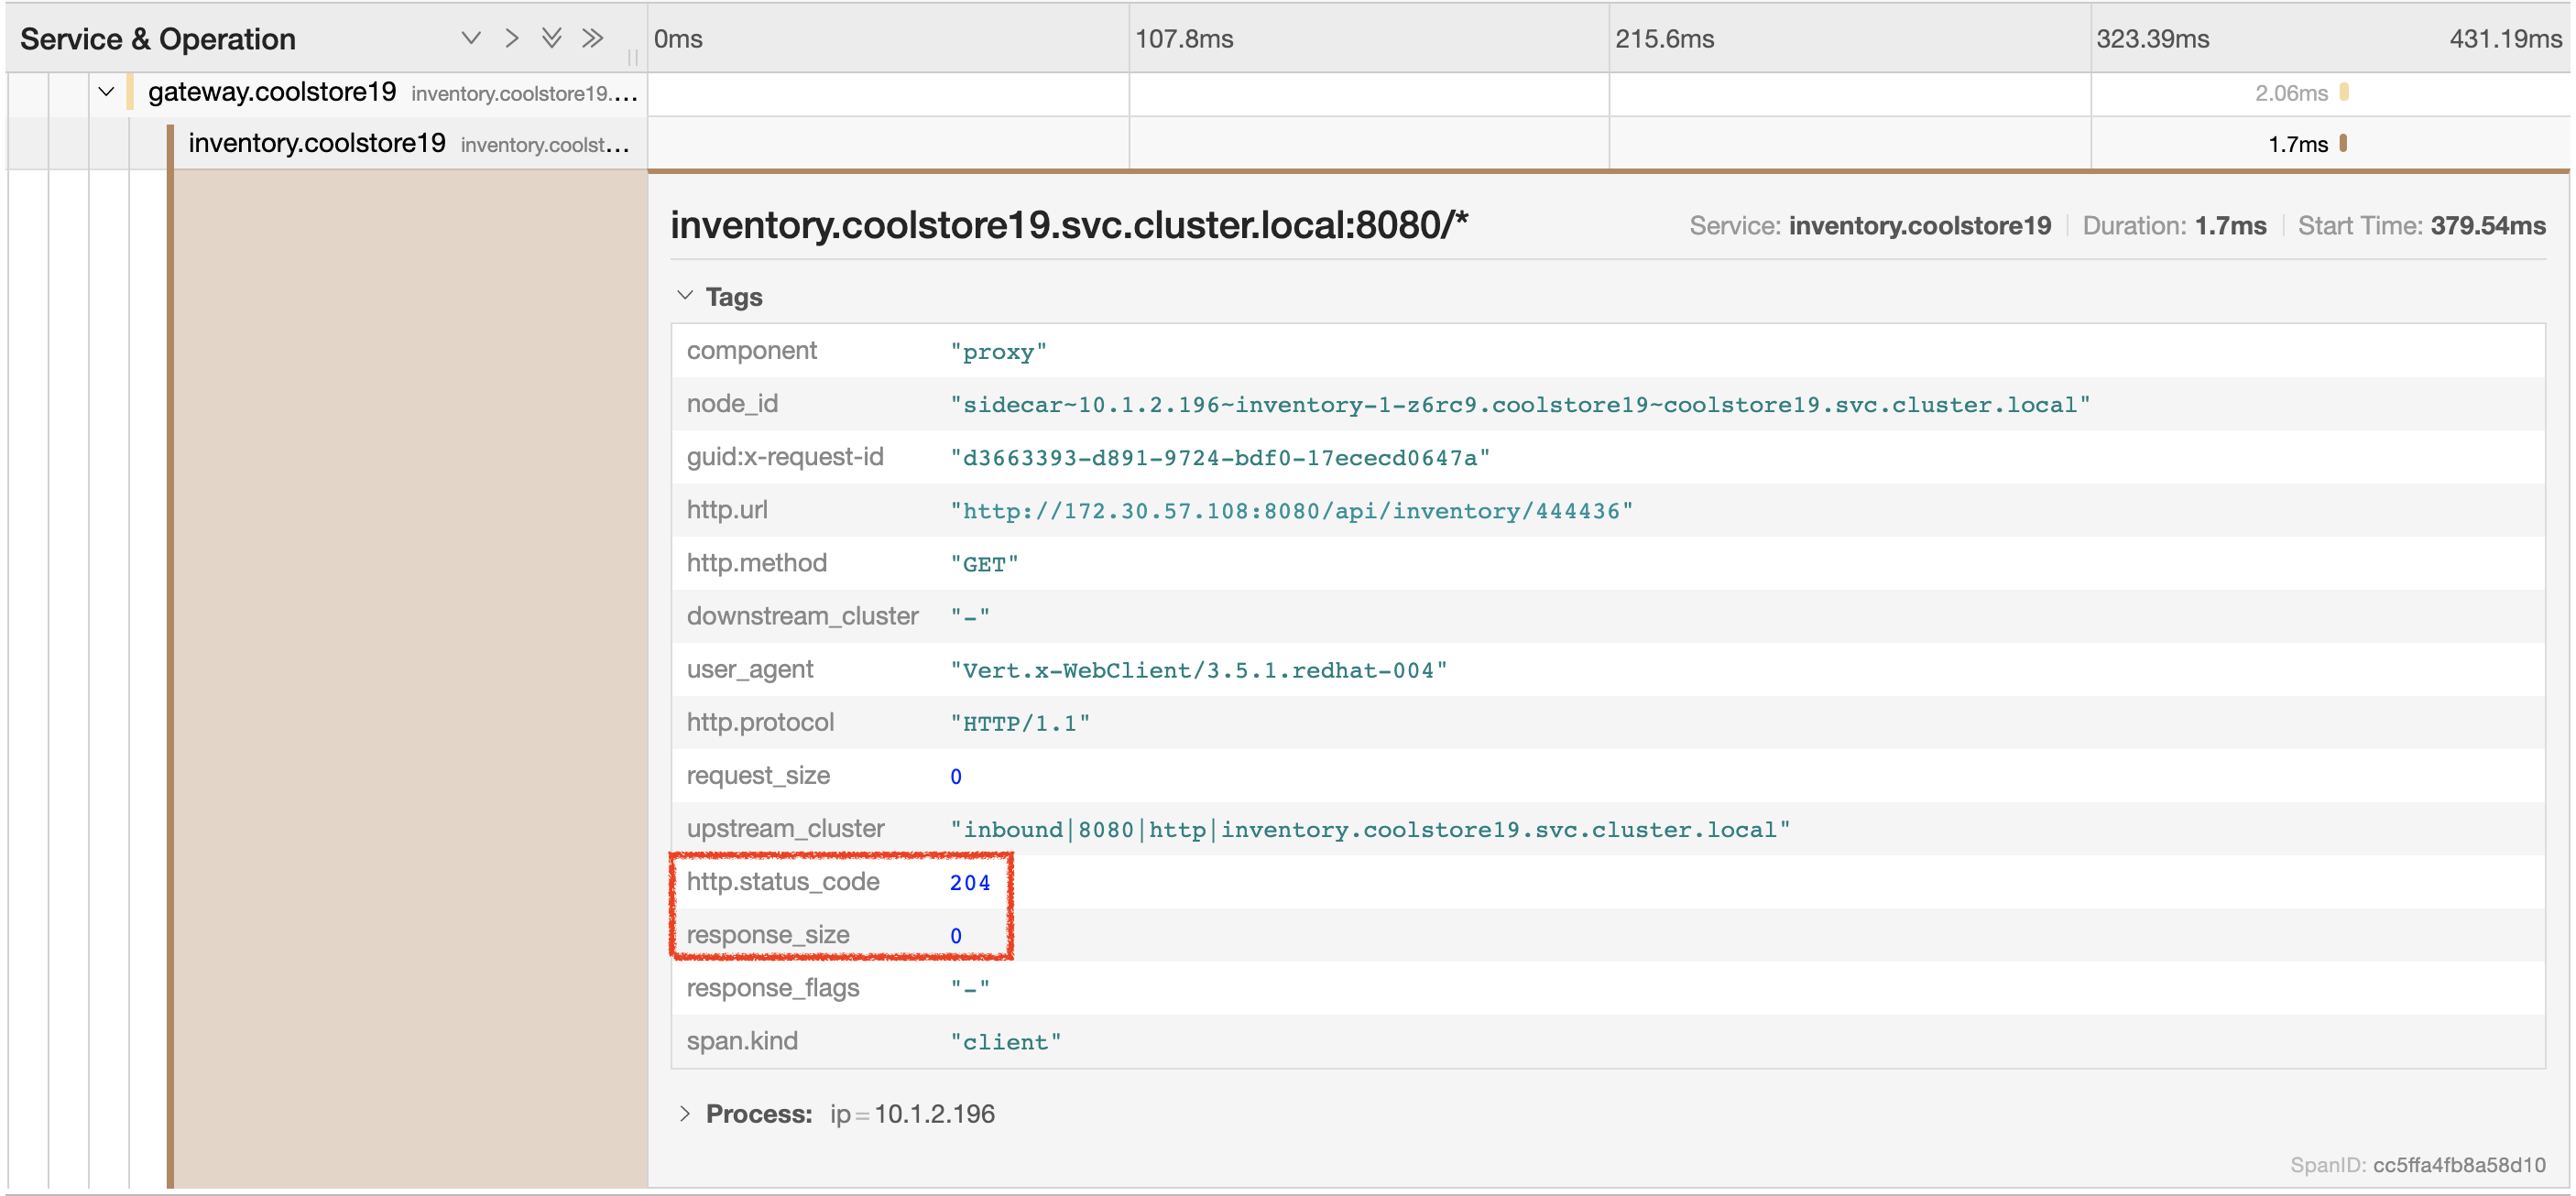 Service & Operation 0ms 107.8ms 215.6ms 323.39ms 431.19ms
gateway.coolstore19 inventory.coolstore19.... 2.06ms
inventory.coolstore19 inventory.coolst... 1.7ms
inventory.coolstore19.svc.cluster.local:8080/* Service: inventory.coolstore19 Duration: 1.7ms Start Time: 379.54ms
Tags
component "proxy"
node_id "sidecar~10.1.2.196~inventory-1-z6rc9.coolstore19~coolstore19.svc.cluster.local"
guid:x-request-id "d3663393-d891-9724-bdf0-17ececd0647a"
http.url "http://172.30.57.108:8080/api/inventory/444436"
http.method "GET"
downstream_cluster "-"
user_agent "Vert.x-WebClient/3.5.1.redhat-004"
http.protocol "HTTP/1.1"
request_size 0
upstream_cluster "inbound|8080|http|inventory.coolstore19.svc.cluster.local"
http.status_code 204
response_size 0
response_flags "-"
span.kind "client"
Process: ip=10.1.2.196
SpanID: cc5ffa4fb8a58d10